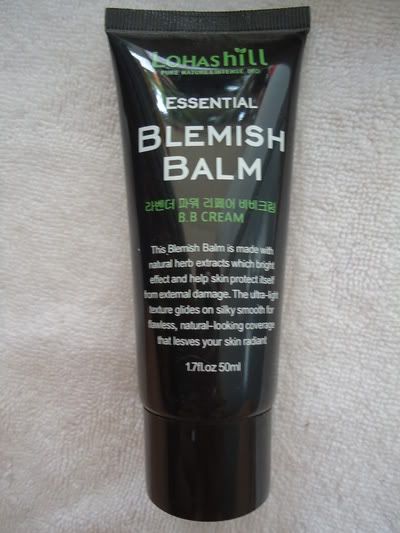 LOHAShill
PURE NATURE&INTENSE BIO
ESSENTIAL
BLEMISH
BALM
라벤더 파워 리페어 비비크림
B.B CREAM
This Blemish Balm is made with
natural herb extracts which bright
effect and help skin protect itself
from external damage. The ultra-light
texture glides on silky smooth for
flawless, natural-looking coverage
that lesves your skin radiant
1.7fl.oz 50ml